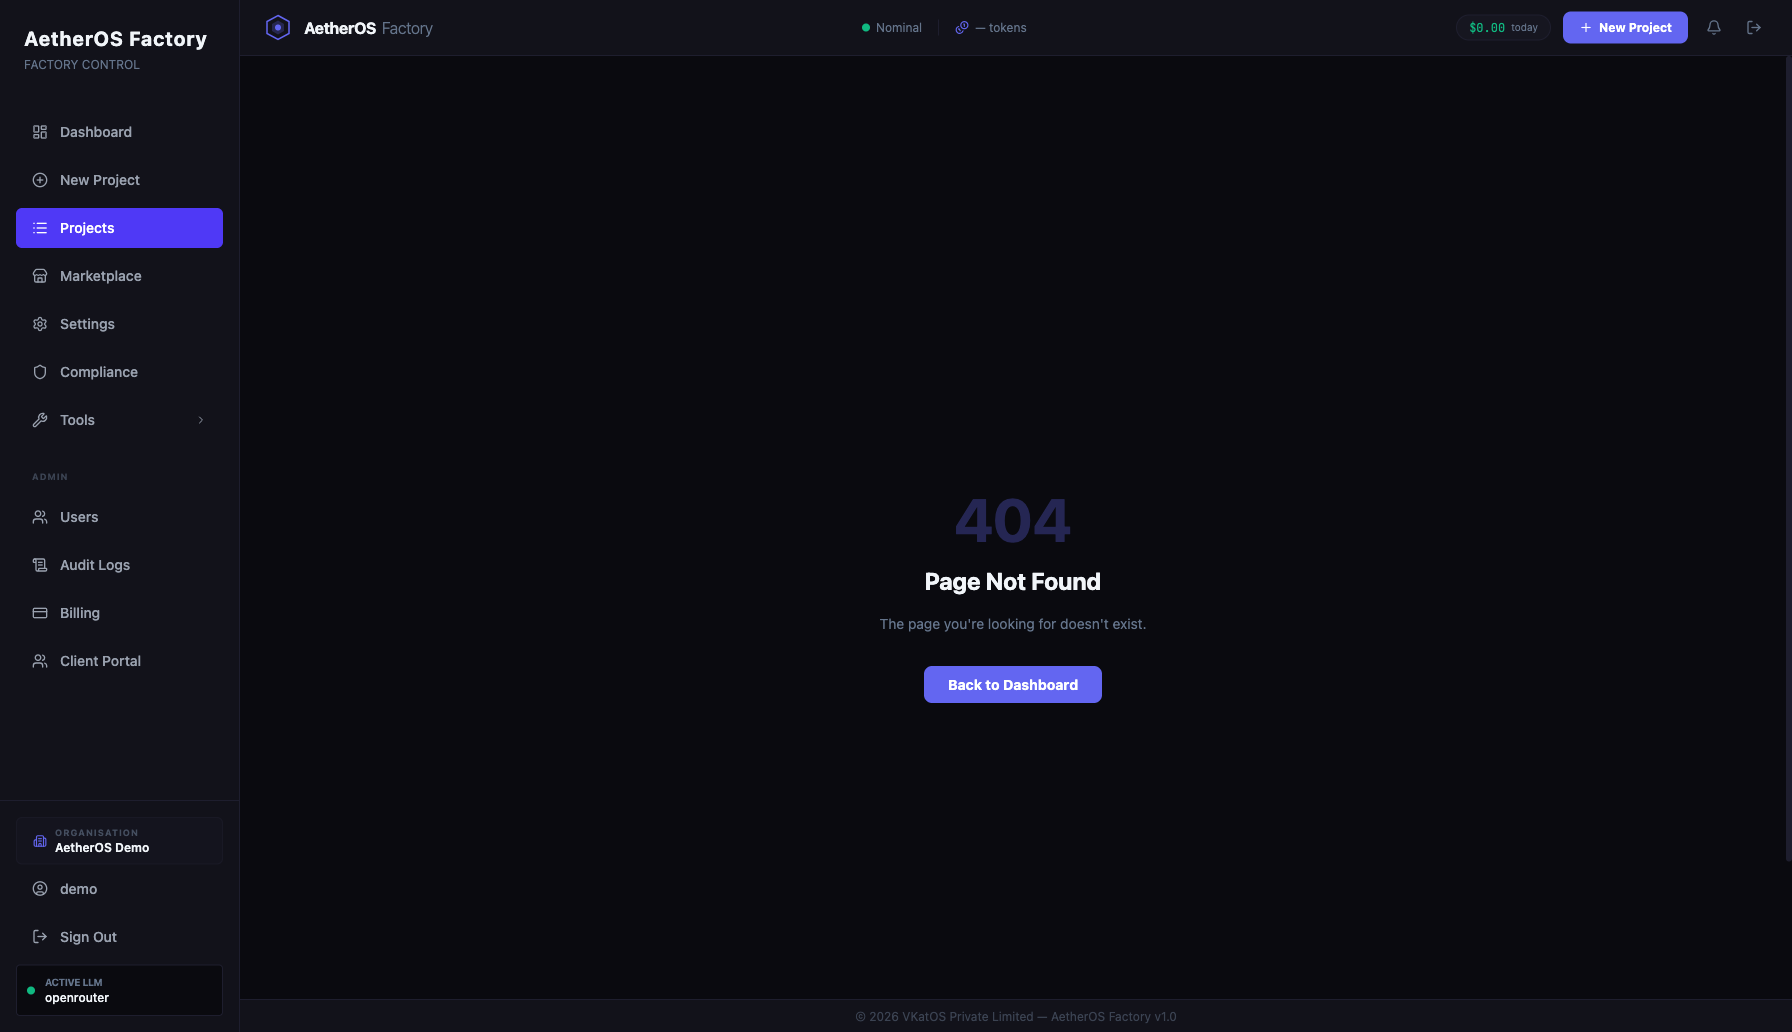 AetherOS Factory
FACTORY CONTROL
Dashboard
New Project
Projects
Marketplace
Settings
Compliance
Tools
ADMIN
Users
Audit Logs
Billing
Client Portal
ORGANISATION
AetherOS Demo
demo
Sign Out
ACTIVE LLM
openrouter
AetherOS Factory
Nominal
— tokens
$0.00 today
+ New Project
404
Page Not Found
The page you're looking for doesn't exist.
Back to Dashboard
© 2026 VKatOS Private Limited — AetherOS Factory v1.0